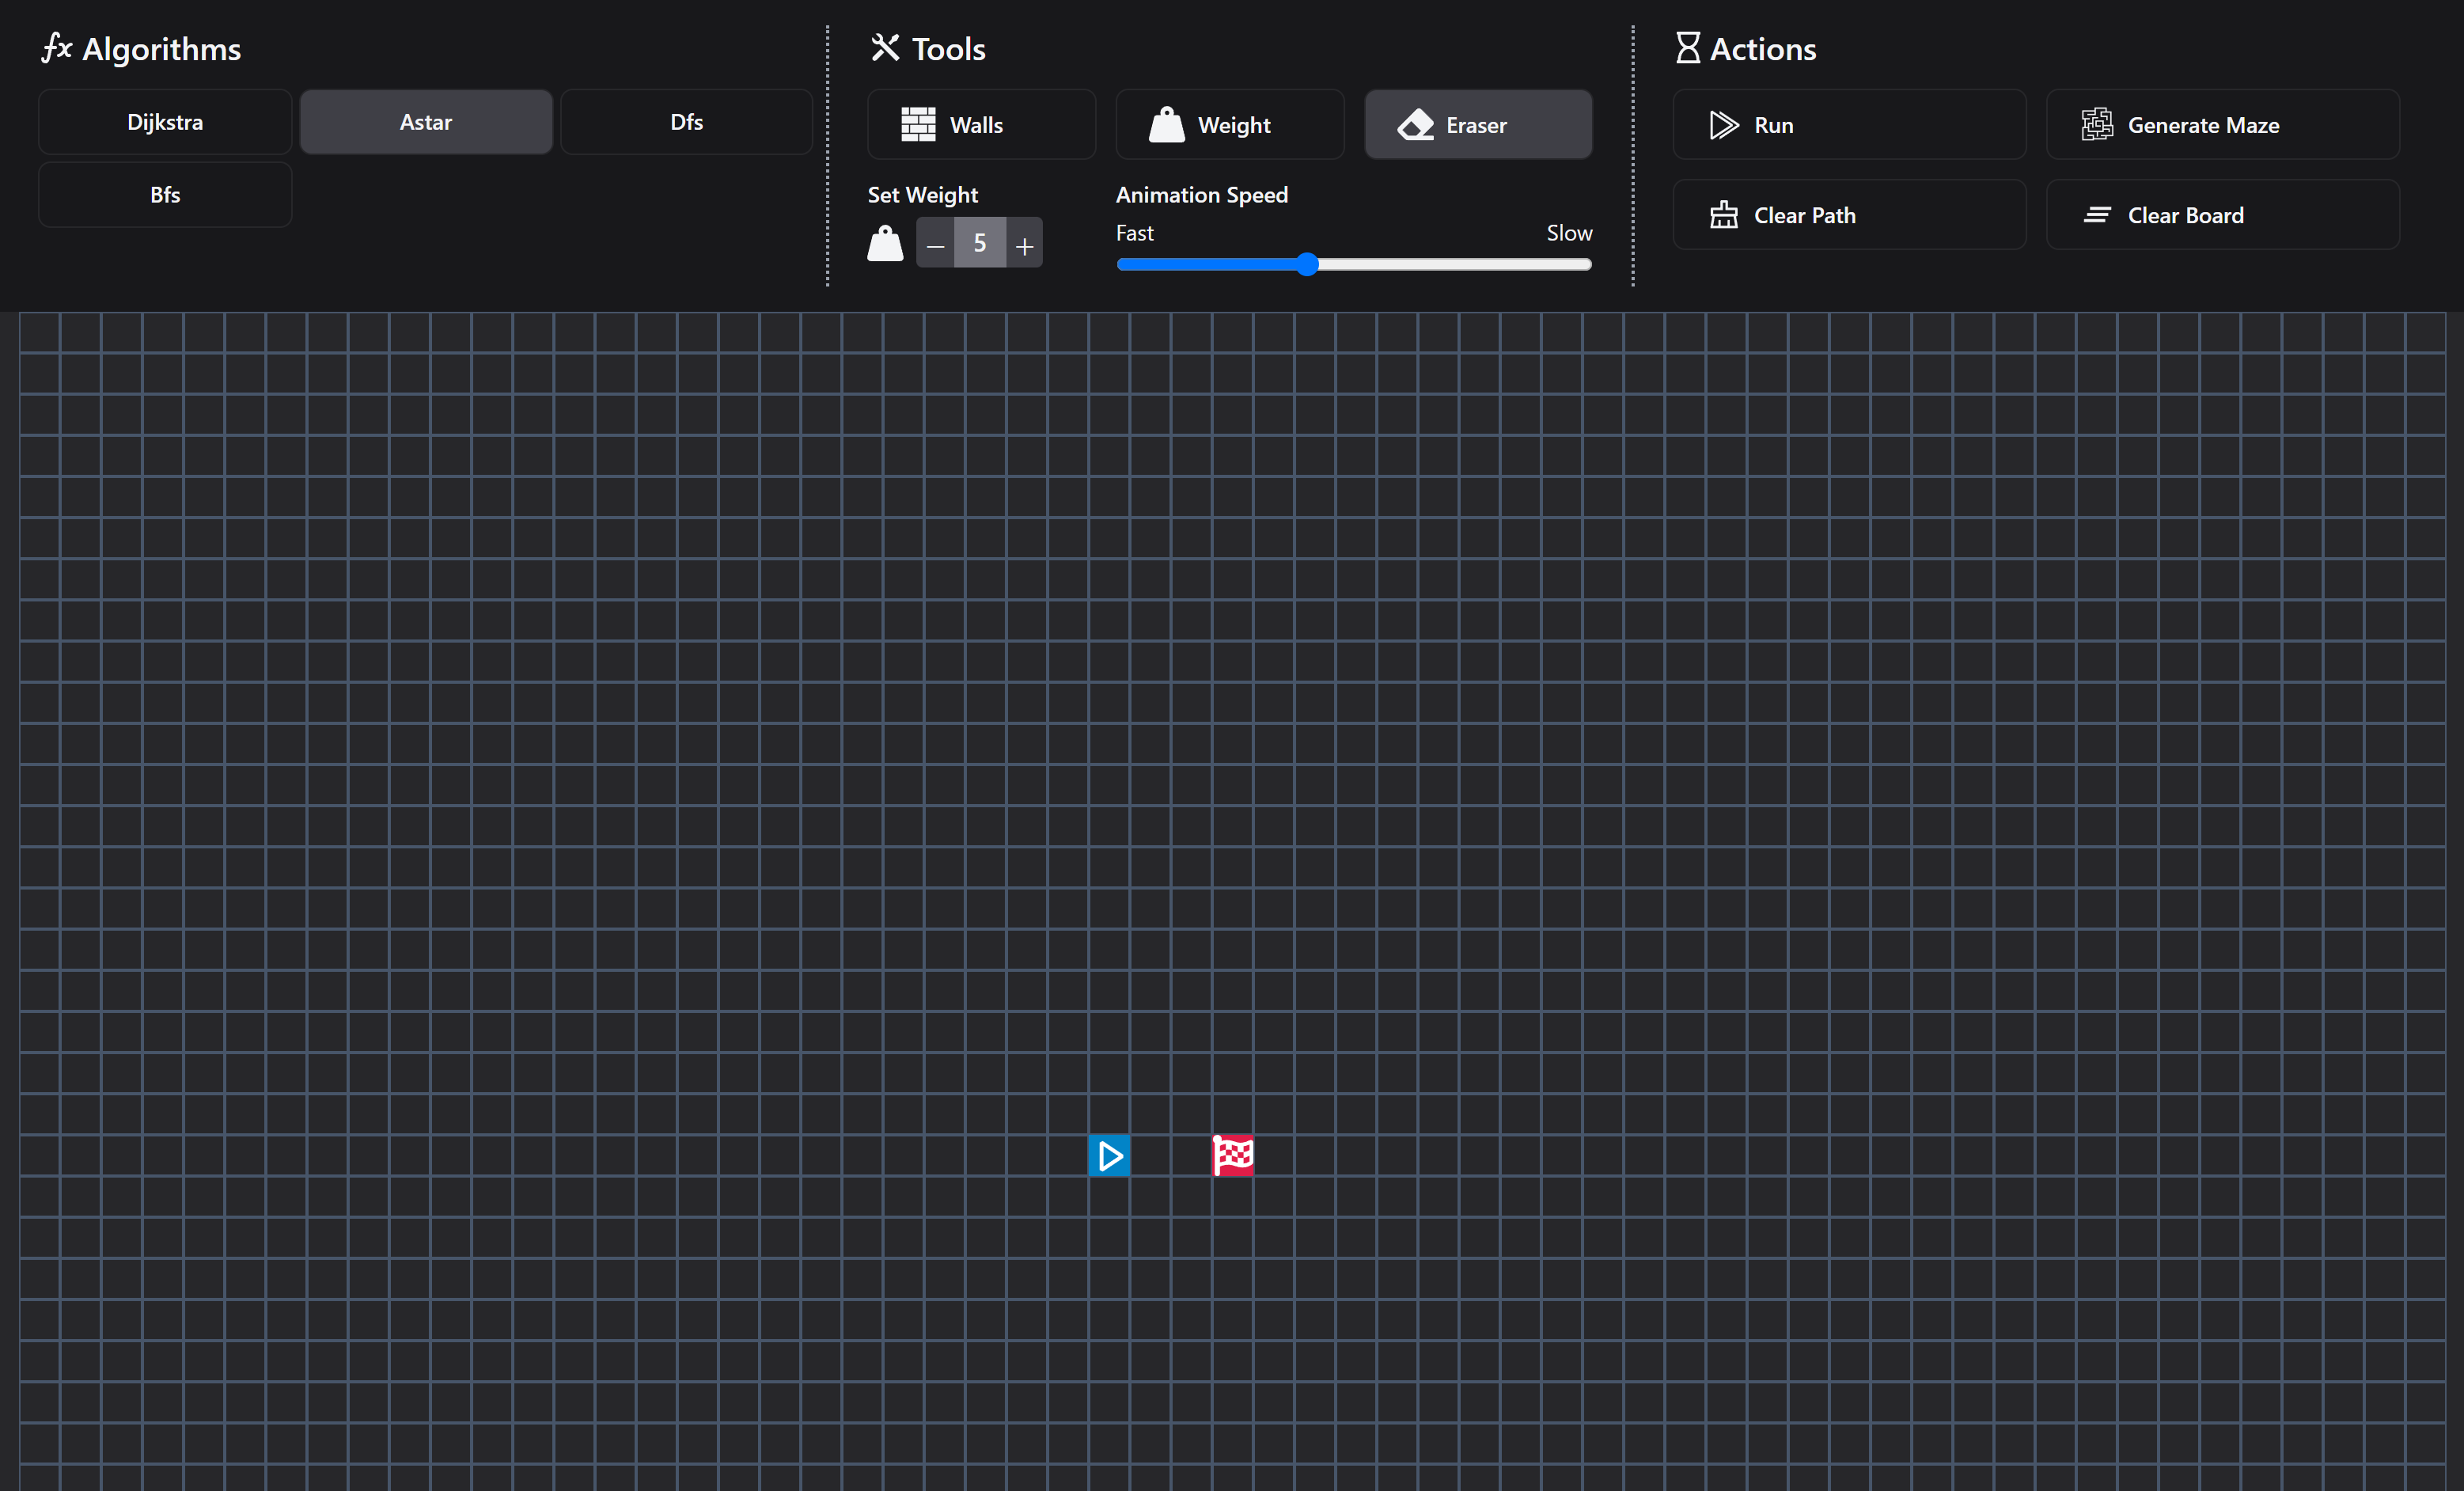 Algorithms
Dijkstra
Astar
Dfs
Bfs
Tools
Walls
Weight
Eraser
Set Weight
– 5 +
Animation Speed
Fast
Slow
Actions
Run
Generate Maze
Clear Path
Clear Board